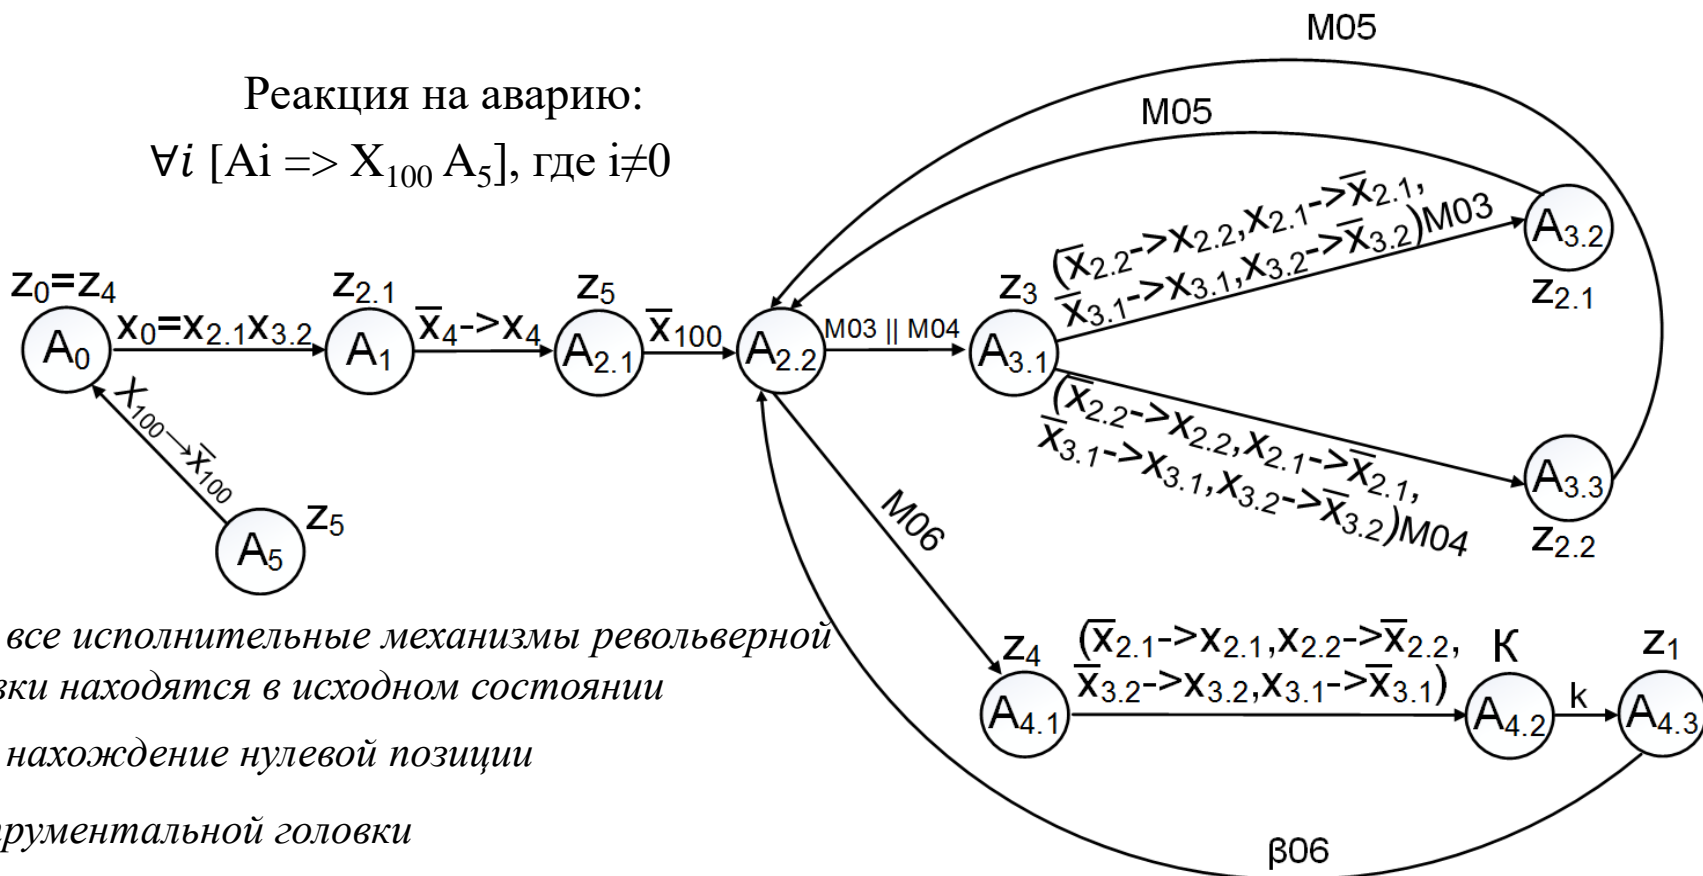 M05
Реакция на аварию:
M05
∀i [Ai => X₁₀₀ A₅], где i≠0
(x̅₂.₂->x₂.₂,x₂.₁->x̅₂.₁,
x̅₃.₁->x₃.₁,x₃.₂->x̅₃.₂)M03
A₃.₂
z₂.₁
z₀=z₄
z₂.₁
z₅
z₃
A₀
x₀=x₂.₁x₃.₂
A₁
x̅₄->x₄
A₂.₁
x̅₁₀₀
A₂.₂
M03 || M04
A₃.₁
(x̅₂.₂->x₂.₂,x₂.₁->x̅₂.₁,
x̅₃.₁->x₃.₁,x₃.₂->x̅₃.₂)M04
A₃.₃
z₂.₂
X₁₀₀→x̅₁₀₀
A₅
z₅
M06
все исполнительные механизмы револьверной
находятся в исходном состоянии
нахождение нулевой позиции
головки
z₄
(x̅₂.₁->x₂.₁,x₂.₂->x̅₂.₂,
x̅₃.₂->x₃.₂,x₃.₁->x̅₃.₁)
К
z₁
A₄.₁
A₄.₂
k
A₄.₃
β06